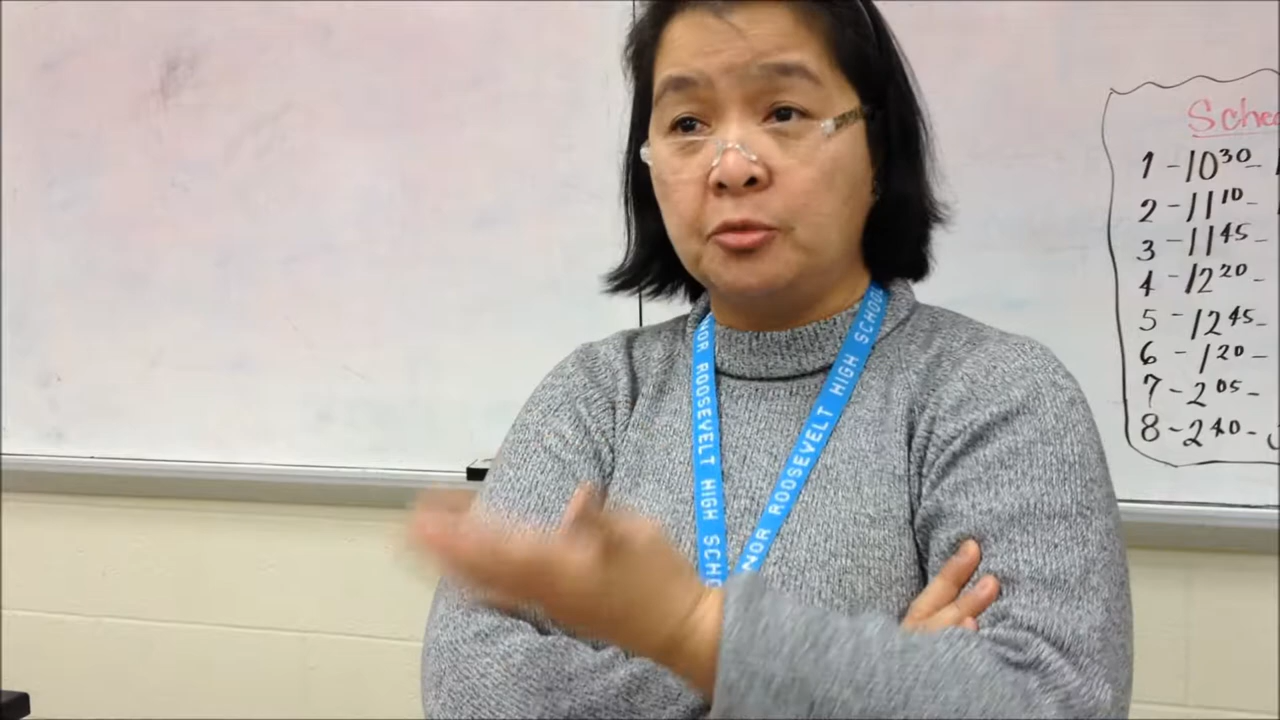 Sche
1 - 10³⁰ -
2 - 11¹⁰ -
3 - 11⁴⁵ -
4 - 12²⁰ -
5 - 12⁴⁵ -
6 - 1²⁰ -
7 - 2⁰⁵ -
8 - 2⁴⁰ -
NOR ROOSEVELT HIGH SCHO
NOR ROOSEVELT HIGH SCHOOL